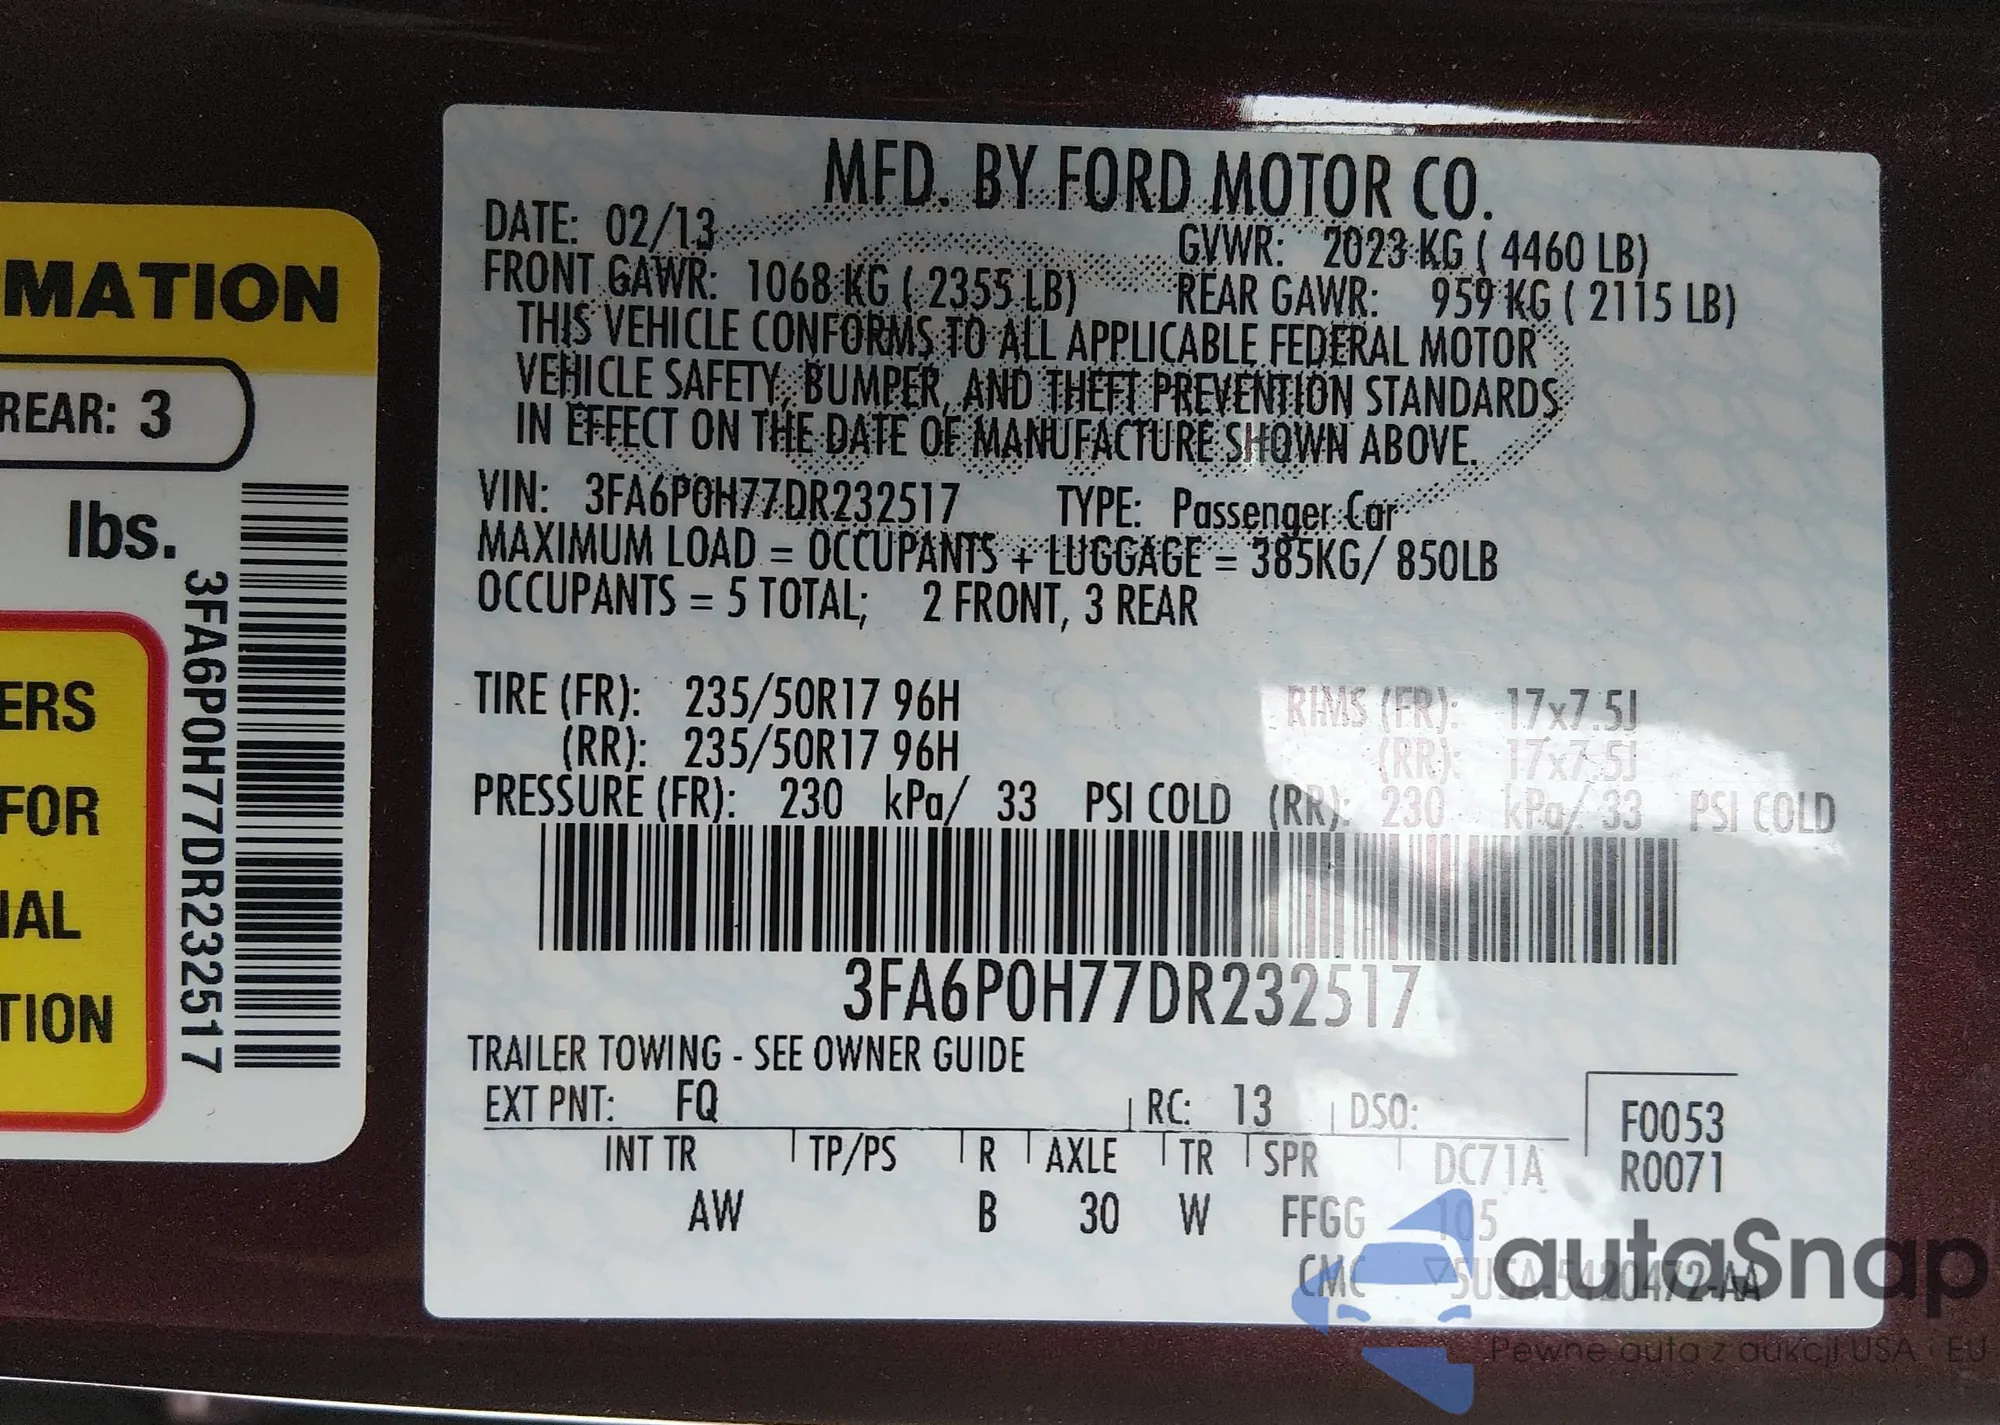 MATION
REAR: 3
lbs.
ERS
FOR
IAL
TION
3FA6P0H77DR232517
MFD. BY FORD MOTOR CO.
DATE: 02/13 GVWR: 2023 KG ( 4460 LB)
FRONT GAWR: 1068 KG ( 2355 LB) REAR GAWR: 959 KG ( 2115 LB)
THIS VEHICLE CONFORMS TO ALL APPLICABLE FEDERAL MOTOR
VEHICLE SAFETY, BUMPER, AND THEFT PREVENTION STANDARDS
IN EFFECT ON THE DATE OF MANUFACTURE SHOWN ABOVE.
VIN: 3FA6P0H77DR232517 TYPE: Passenger Car
MAXIMUM LOAD = OCCUPANTS + LUGGAGE = 385KG/ 850LB
OCCUPANTS = 5 TOTAL; 2 FRONT, 3 REAR
TIRE (FR): 235/50R17 96H RIMS (FR): 17x7.5J
(RR): 235/50R17 96H (RR): 17x7.5J
PRESSURE (FR): 230 kPa/ 33 PSI COLD (RR): 230 kPa/ 33 PSI COLD
3FA6P0H77DR232517
TRAILER TOWING - SEE OWNER GUIDE
EXT PNT: FQ RC: 13 DSO: F0053
INT TR TP/PS R AXLE TR SPR DC71A R0071
AW B 30 W FFGG 105
CMC 5U5A-5420472-AA
autaSnap
Pewne auta z aukcji USA i EU